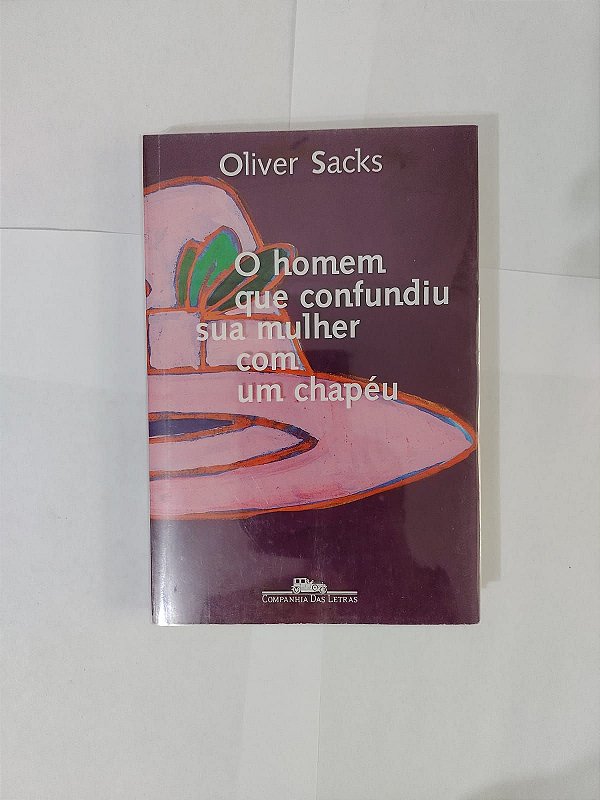 Oliver Sacks
O homem
que confundiu
sua mulher
com
um chapéu
Companhia Das Letras